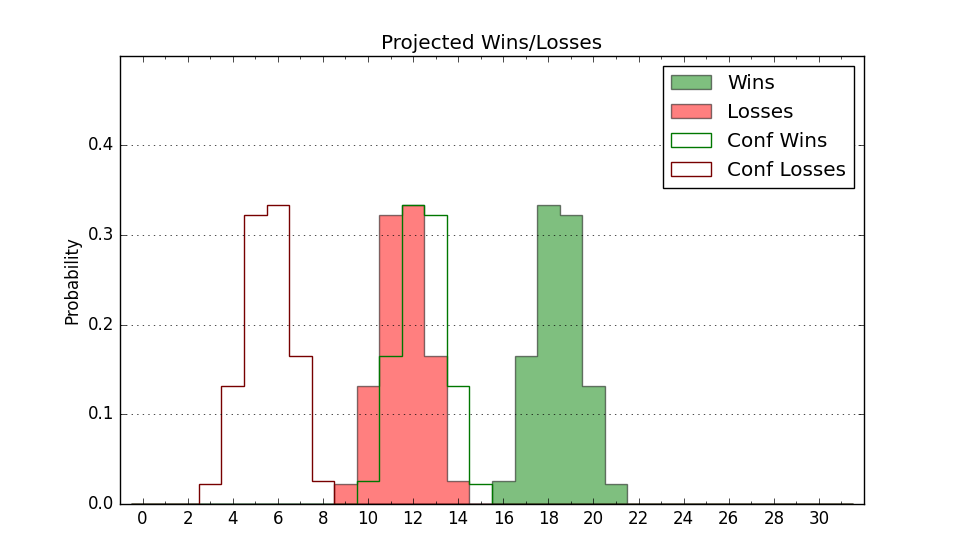 Projected Wins/Losses
Wins
Losses
Conf Wins
Conf Losses
Probability
0.4
0.3
0.2
0.1
0.0
0 2 4 6 8 10 12 14 16 18 20 22 24 26 28 30